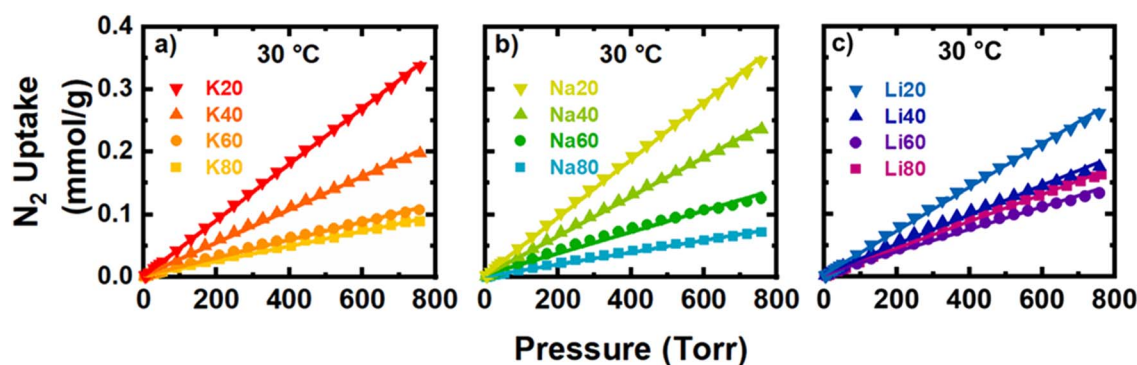 N₂ Uptake
(mmol/g)
0.4
0.3
0.2
0.1
0.0
a)
30 °C
K20
K40
K60
K80
0 200 400 600 800
b)
30 °C
Na20
Na40
Na60
Na80
0 200 400 600 800
c)
30 °C
Li20
Li40
Li60
Li80
0 200 400 600 800
Pressure (Torr)